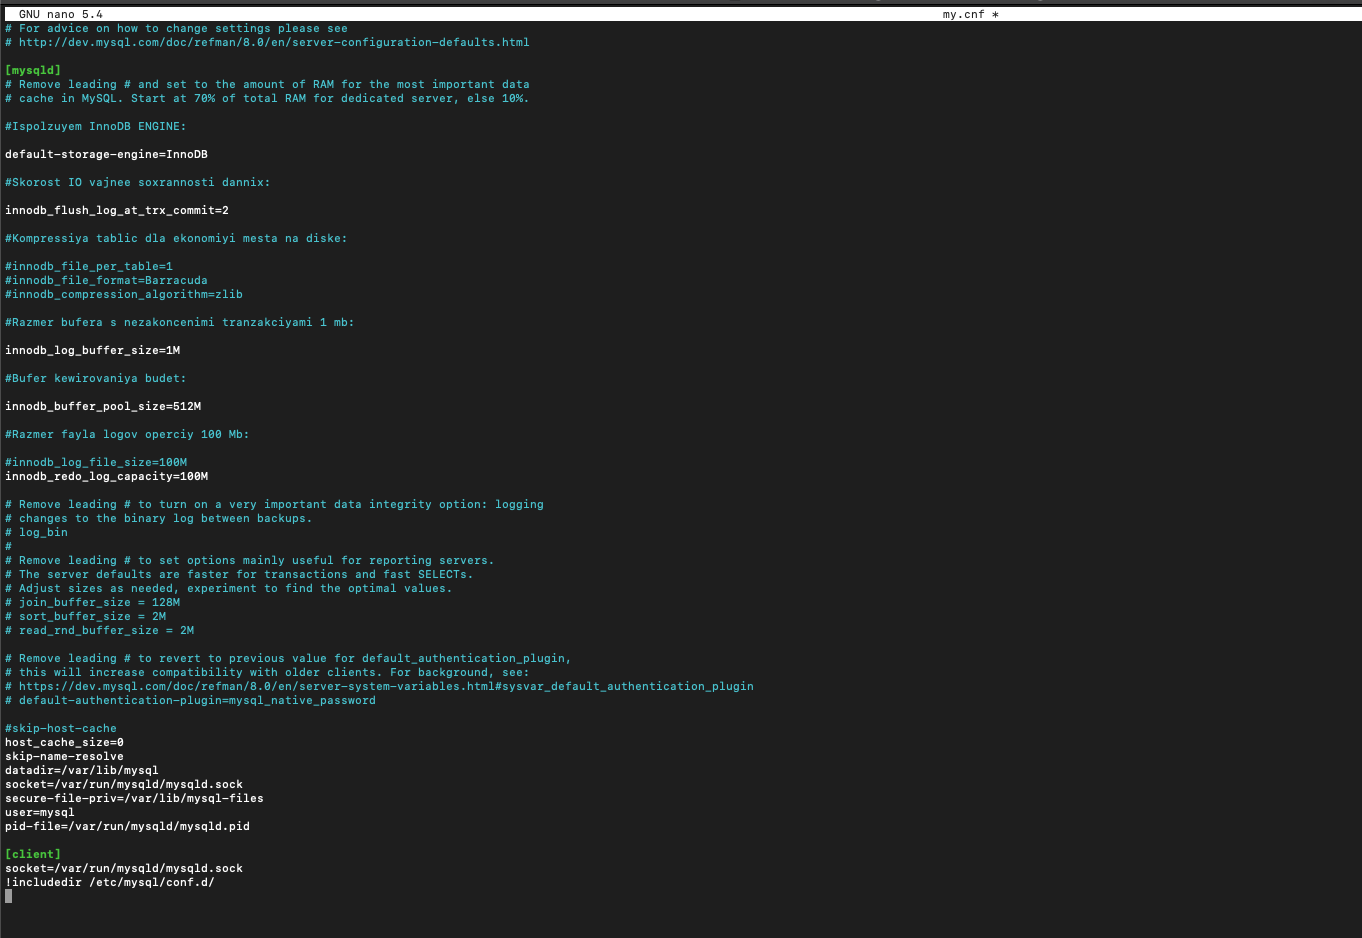 GNU nano 5.4 my.cnf *
# For advice on how to change settings please see
# http://dev.mysql.com/doc/refman/8.0/en/server-configuration-defaults.html
[mysqld]
# Remove leading # and set to the amount of RAM for the most important data
# cache in MySQL. Start at 70% of total RAM for dedicated server, else 10%.
#Ispolzuyem InnoDB ENGINE:
default-storage-engine=InnoDB
#Skorost IO vajnee soxrannosti dannix:
innodb_flush_log_at_trx_commit=2
#Kompressiya tablic dla ekonomiyi mesta na diske:
#innodb_file_per_table=1
#innodb_file_format=Barracuda
#innodb_compression_algorithm=zlib
#Razmer bufera s nezakoncenimi tranzakciyami 1 mb:
innodb_log_buffer_size=1M
#Bufer kewirovaniya budet:
innodb_buffer_pool_size=512M
#Razmer fayla logov operciy 100 Mb:
#innodb_log_file_size=100M
innodb_redo_log_capacity=100M
# Remove leading # to turn on a very important data integrity option: logging
# changes to the binary log between backups.
# log_bin
#
# Remove leading # to set options mainly useful for reporting servers.
# The server defaults are faster for transactions and fast SELECTs.
# Adjust sizes as needed, experiment to find the optimal values.
# join_buffer_size = 128M
# sort_buffer_size = 2M
# read_rnd_buffer_size = 2M
# Remove leading # to revert to previous value for default_authentication_plugin,
# this will increase compatibility with older clients. For background, see:
# https://dev.mysql.com/doc/refman/8.0/en/server-system-variables.html#sysvar_default_authentication_plugin
# default-authentication-plugin=mysql_native_password
#skip-host-cache
host_cache_size=0
skip-name-resolve
datadir=/var/lib/mysql
socket=/var/run/mysqld/mysqld.sock
secure-file-priv=/var/lib/mysql-files
user=mysql
pid-file=/var/run/mysqld/mysqld.pid
[client]
socket=/var/run/mysqld/mysqld.sock
!includedir /etc/mysql/conf.d/